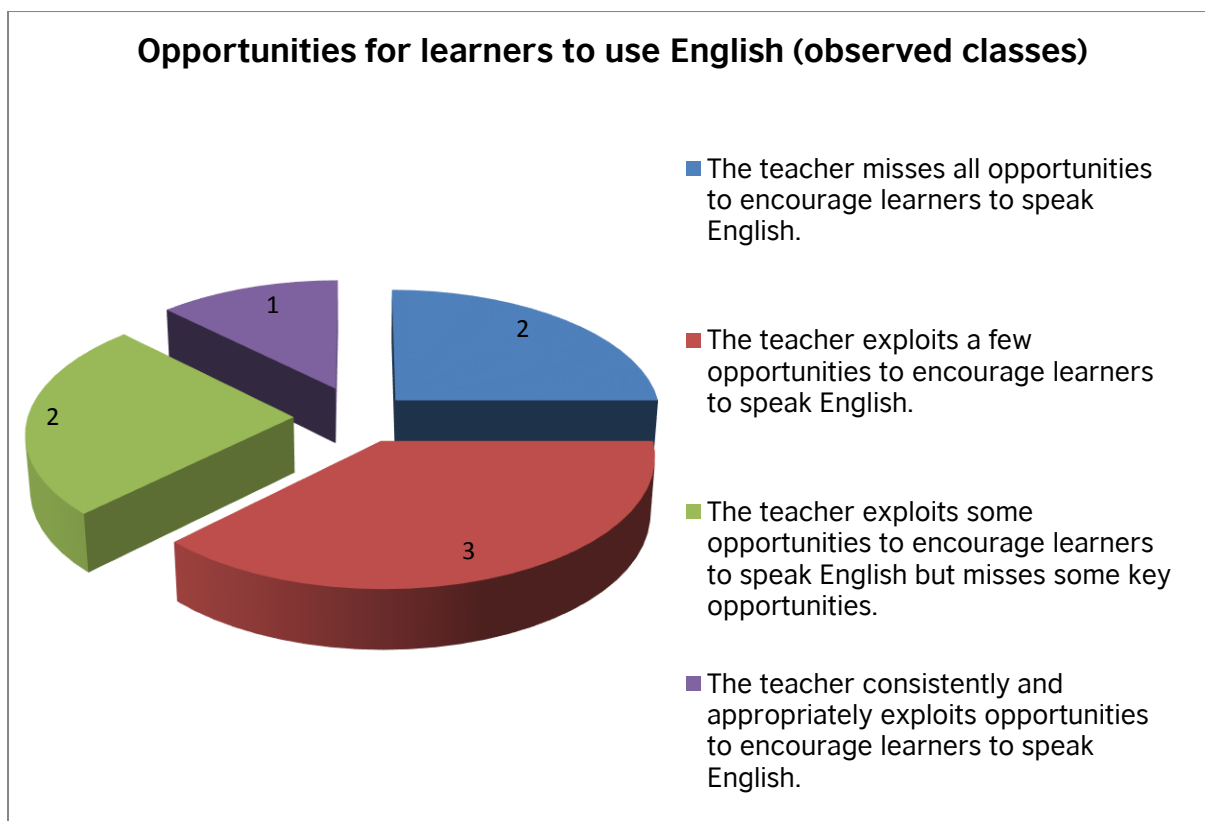 Opportunities for learners to use English (observed classes)
1
2
2
3
The teacher misses all opportunities
to encourage learners to speak
English.
The teacher exploits a few
opportunities to encourage learners
to speak English.
The teacher exploits some
opportunities to encourage learners
to speak English but misses some key
opportunities.
The teacher consistently and
appropriately exploits opportunities
to encourage learners to speak
English.